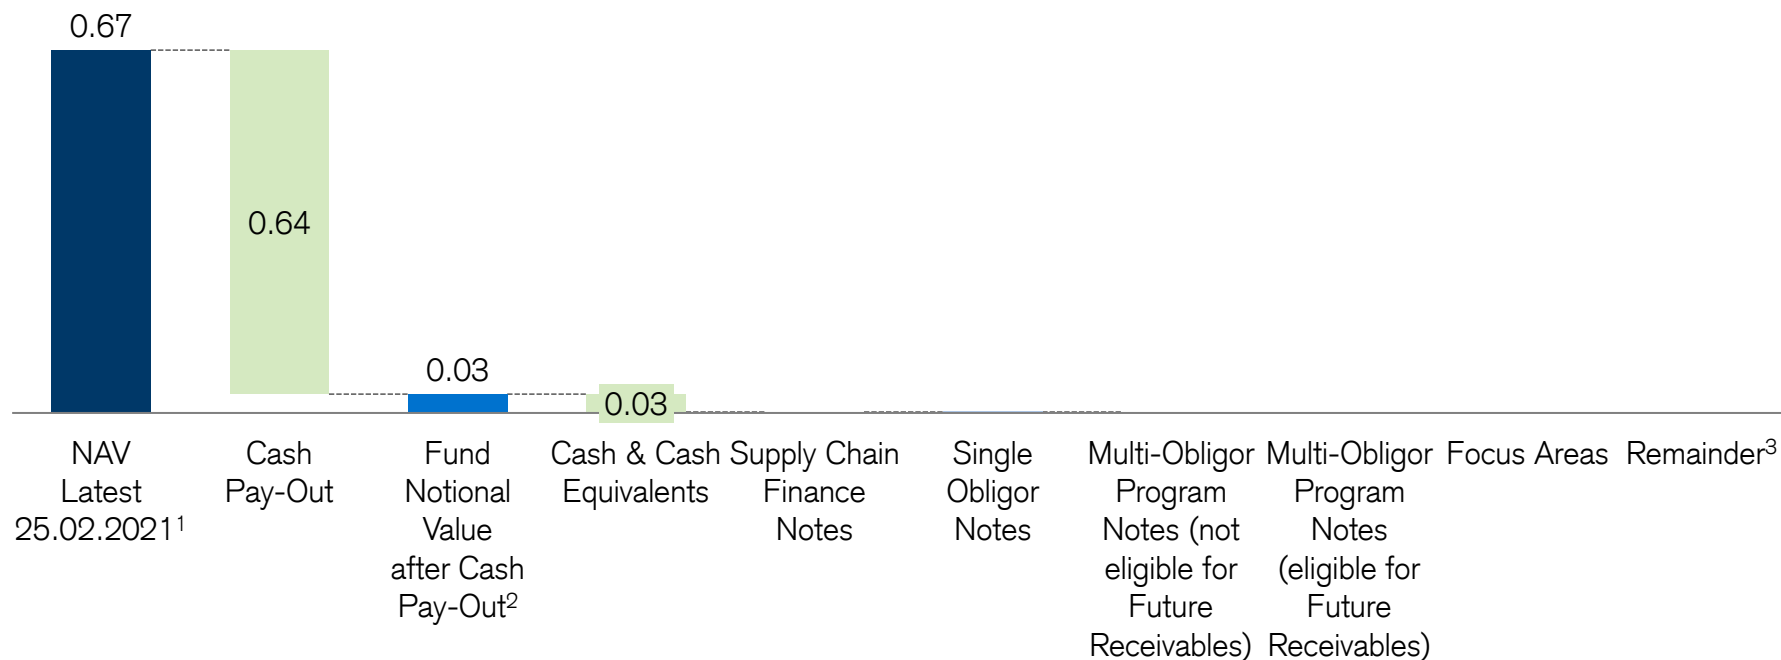 0.67
0.64
0.03
0.03
NAV
Latest
25.02.2021¹
Cash
Pay-Out
Fund
Notional
Value
after Cash
Pay-Out²
Cash & Cash
Equivalents
Supply Chain
Finance
Notes
Single
Obligor
Notes
Multi-Obligor
Program
Notes (not
eligible for
Future
Receivables)
Multi-Obligor
Program
Notes
(eligible for
Future
Receivables)
Focus Areas
Remainder³